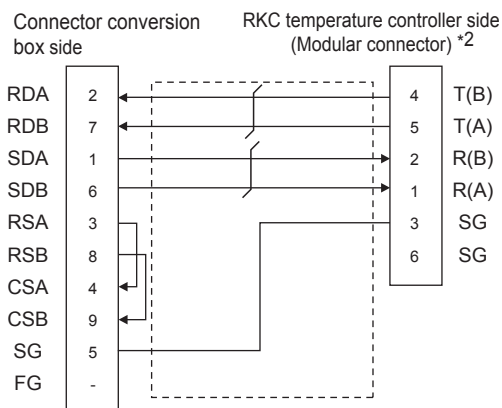 Connector conversion box side
RKC temperature controller side (Modular connector) *2
RDA 2 4 T(B)
RDB 7 5 T(A)
SDA 1 2 R(B)
SDB 6 1 R(A)
RSA 3 3 SG
RSB 8 6 SG
CSA 4
CSB 9
SG 5
FG -